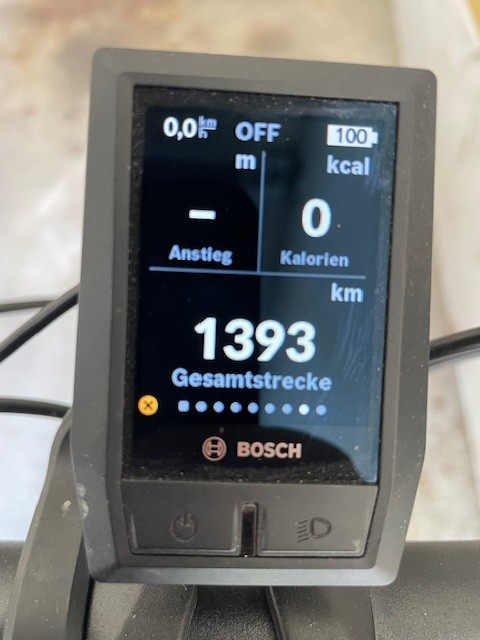 0,0 km/h OFF 100
m kcal
- 0
Anstieg Kalorien
km
1393
Gesamtstrecke
BOSCH